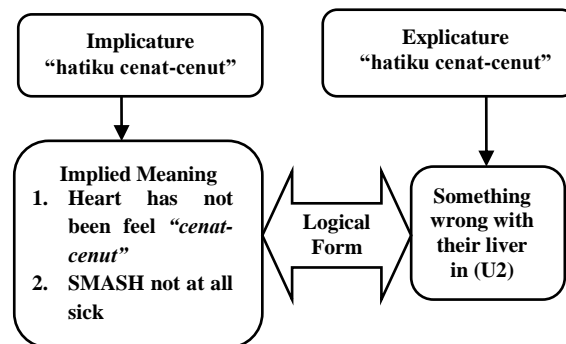 Implicature
“hatiku cenat-cenut”
Explicature
“hatiku cenat-cenut”
Implied Meaning
1. Heart has not
been feel “cenat-
cenut”
2. SMASH not at all
sick
Logical
Form
Something
wrong with
their liver
in (U2)